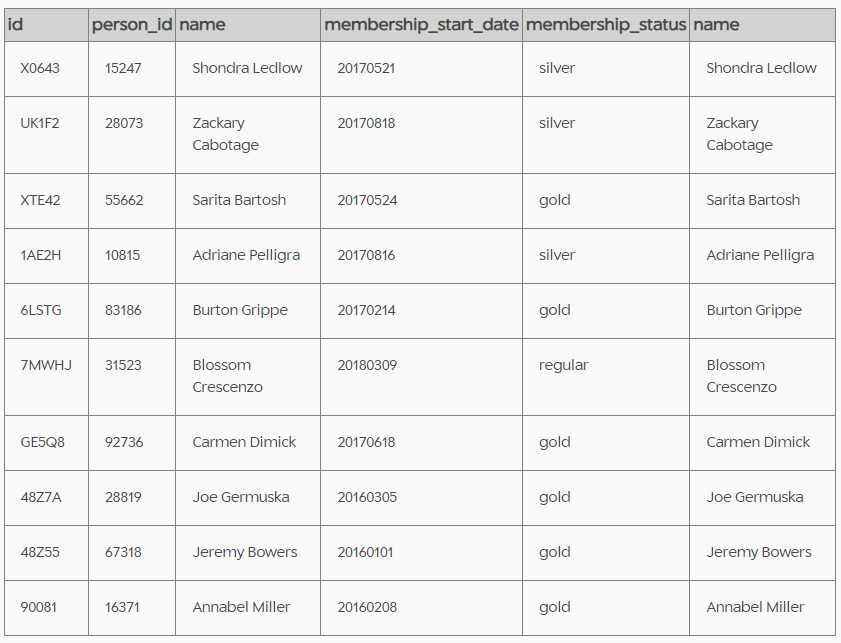 id person_id name membership_start_date membership_status name
X0643 15247 Shondra Ledlow 20170521 silver Shondra Ledlow
UK1F2 28073 Zackary 20170818 silver Zackary
Cabotage Cabotage
XTE42 55662 Sarita Bartosh 20170524 gold Sarita Bartosh
1AE2H 10815 Adriane Pelligra 20170816 silver Adriane Pelligra
6LSTG 83186 Burton Grippe 20170214 gold Burton Grippe
7MWHJ 31523 Blossom 20180309 regular Blossom
Crescenzo Crescenzo
GE5Q8 92736 Carmen Dimick 20170618 gold Carmen Dimick
48Z7A 28819 Joe Germuska 20160305 gold Joe Germuska
48Z55 67318 Jeremy Bowers 20160101 gold Jeremy Bowers
90081 16371 Annabel Miller 20160208 gold Annabel Miller